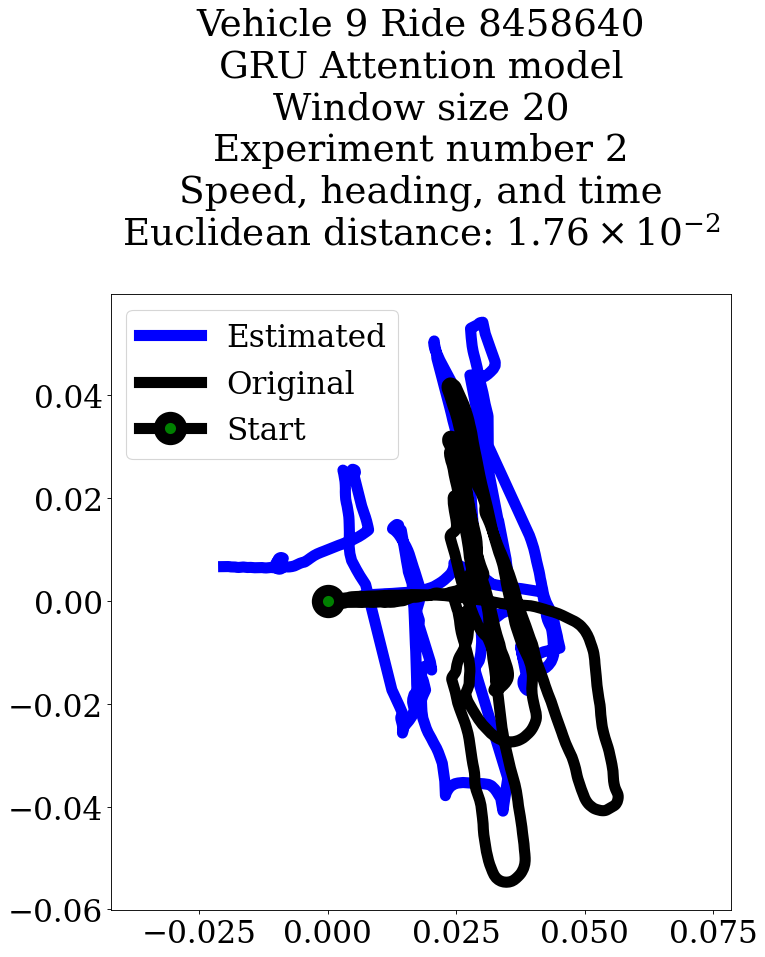 Vehicle 9 Ride 8458640
GRU Attention model
Window size 20
Experiment number 2
Speed, heading, and time
Euclidean distance: 1.76 × 10⁻²
Estimated
Original
Start
0.04
0.02
0.00
−0.02
−0.04
−0.06
−0.025 0.000 0.025 0.050 0.075